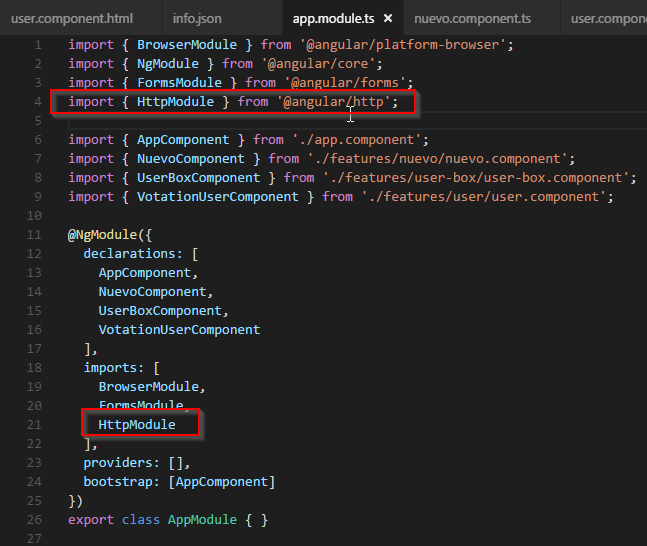 user.component.html info.json app.module.ts × nuevo.component.ts user.compon
1 import { BrowserModule } from '@angular/platform-browser';
2 import { NgModule } from '@angular/core';
3 import { FormsModule } from '@angular/forms';
4 import { HttpModule } from '@angular/http';
5
6 import { AppComponent } from './app.component';
7 import { NuevoComponent } from './features/nuevo/nuevo.component';
8 import { UserBoxComponent } from './features/user-box/user-box.component';
9 import { VotationUserComponent } from './features/user/user.component';
10
11 @NgModule({
12 declarations: [
13 AppComponent,
14 NuevoComponent,
15 UserBoxComponent,
16 VotationUserComponent
17 ],
18 imports: [
19 BrowserModule,
20 FormsModule,
21 HttpModule
22 ],
23 providers: [],
24 bootstrap: [AppComponent]
25 })
26 export class AppModule { }
27